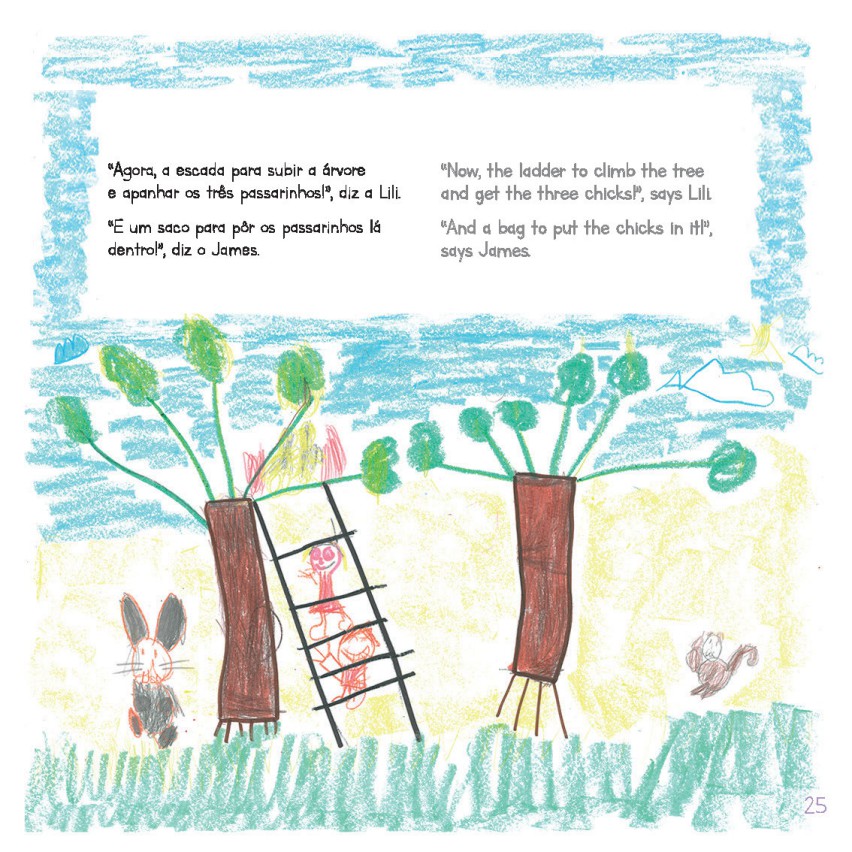 “Agora, a escada para subir a árvore
e apanhar os três passarinhos!”, diz a Lili.
“E um saco para pôr os passarinhos lá
dentro!”, diz o James.
“Now, the ladder to climb the tree
and get the three chicks!”, says Lili.
“And a bag to put the chicks in it!”,
says James.
25